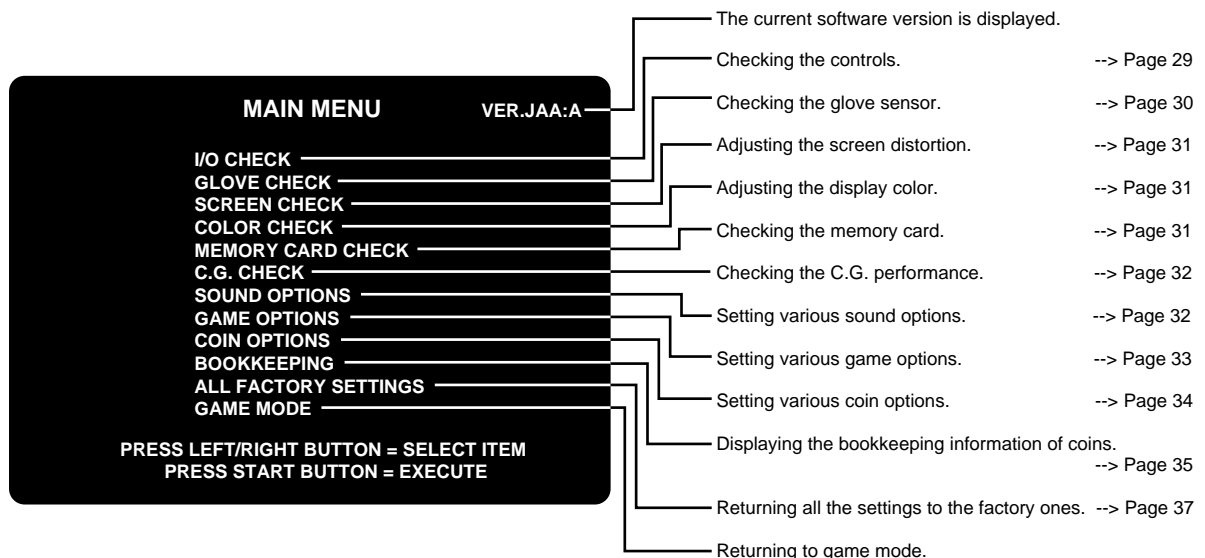 MAIN MENU VER.JAA:A
I/O CHECK
GLOVE CHECK
SCREEN CHECK
COLOR CHECK
MEMORY CARD CHECK
C.G. CHECK
SOUND OPTIONS
GAME OPTIONS
COIN OPTIONS
BOOKKEEPING
ALL FACTORY SETTINGS
GAME MODE
PRESS LEFT/RIGHT BUTTON = SELECT ITEM
PRESS START BUTTON = EXECUTE
The current software version is displayed.
Checking the controls. --> Page 29
Checking the glove sensor. --> Page 30
Adjusting the screen distortion. --> Page 31
Adjusting the display color. --> Page 31
Checking the memory card. --> Page 31
Checking the C.G. performance. --> Page 32
Setting various sound options. --> Page 32
Setting various game options. --> Page 33
Setting various coin options. --> Page 34
Displaying the bookkeeping information of coins.
--> Page 35
Returning all the settings to the factory ones. --> Page 37
Returning to game mode.